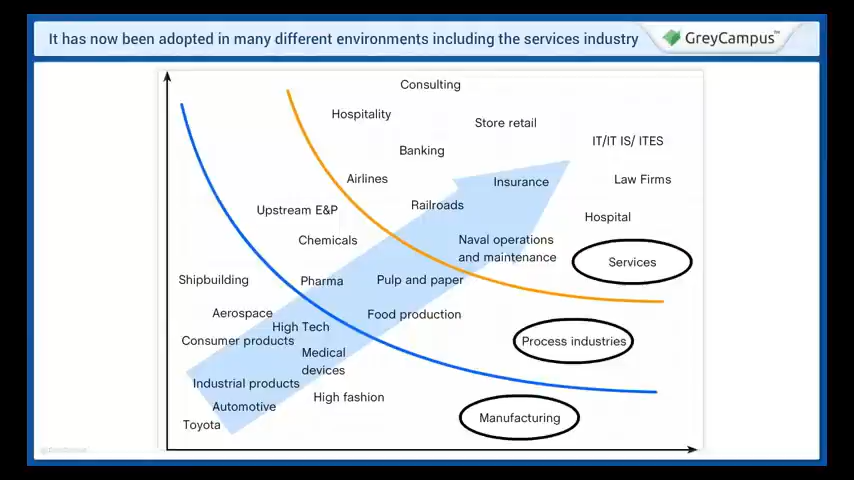 It has now been adopted in many different environments including the services industry
GreyCampus™
Consulting
Hospitality
Store retail
IT/IT IS/ ITES
Banking
Airlines
Insurance
Law Firms
Upstream E&P
Railroads
Hospital
Chemicals
Naval operations
and maintenance
Services
Shipbuilding
Pharma
Pulp and paper
Aerospace
Food production
High Tech
Consumer products
Process industries
Medical
devices
Industrial products
High fashion
Automotive
Manufacturing
Toyota